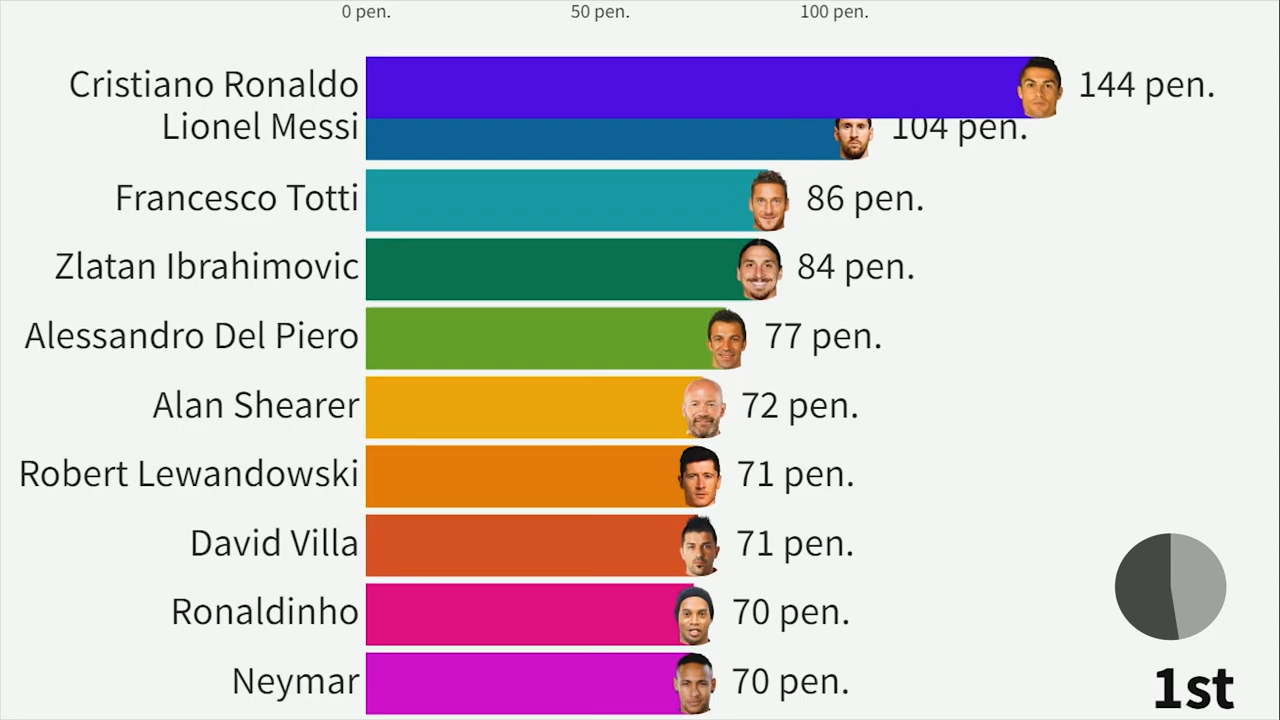 0 pen. 50 pen. 100 pen.
Cristiano Ronaldo 144 pen.
Lionel Messi 104 pen.
Francesco Totti 86 pen.
Zlatan Ibrahimovic 84 pen.
Alessandro Del Piero 77 pen.
Alan Shearer 72 pen.
Robert Lewandowski 71 pen.
David Villa 71 pen.
Ronaldinho 70 pen.
Neymar 70 pen.
1st